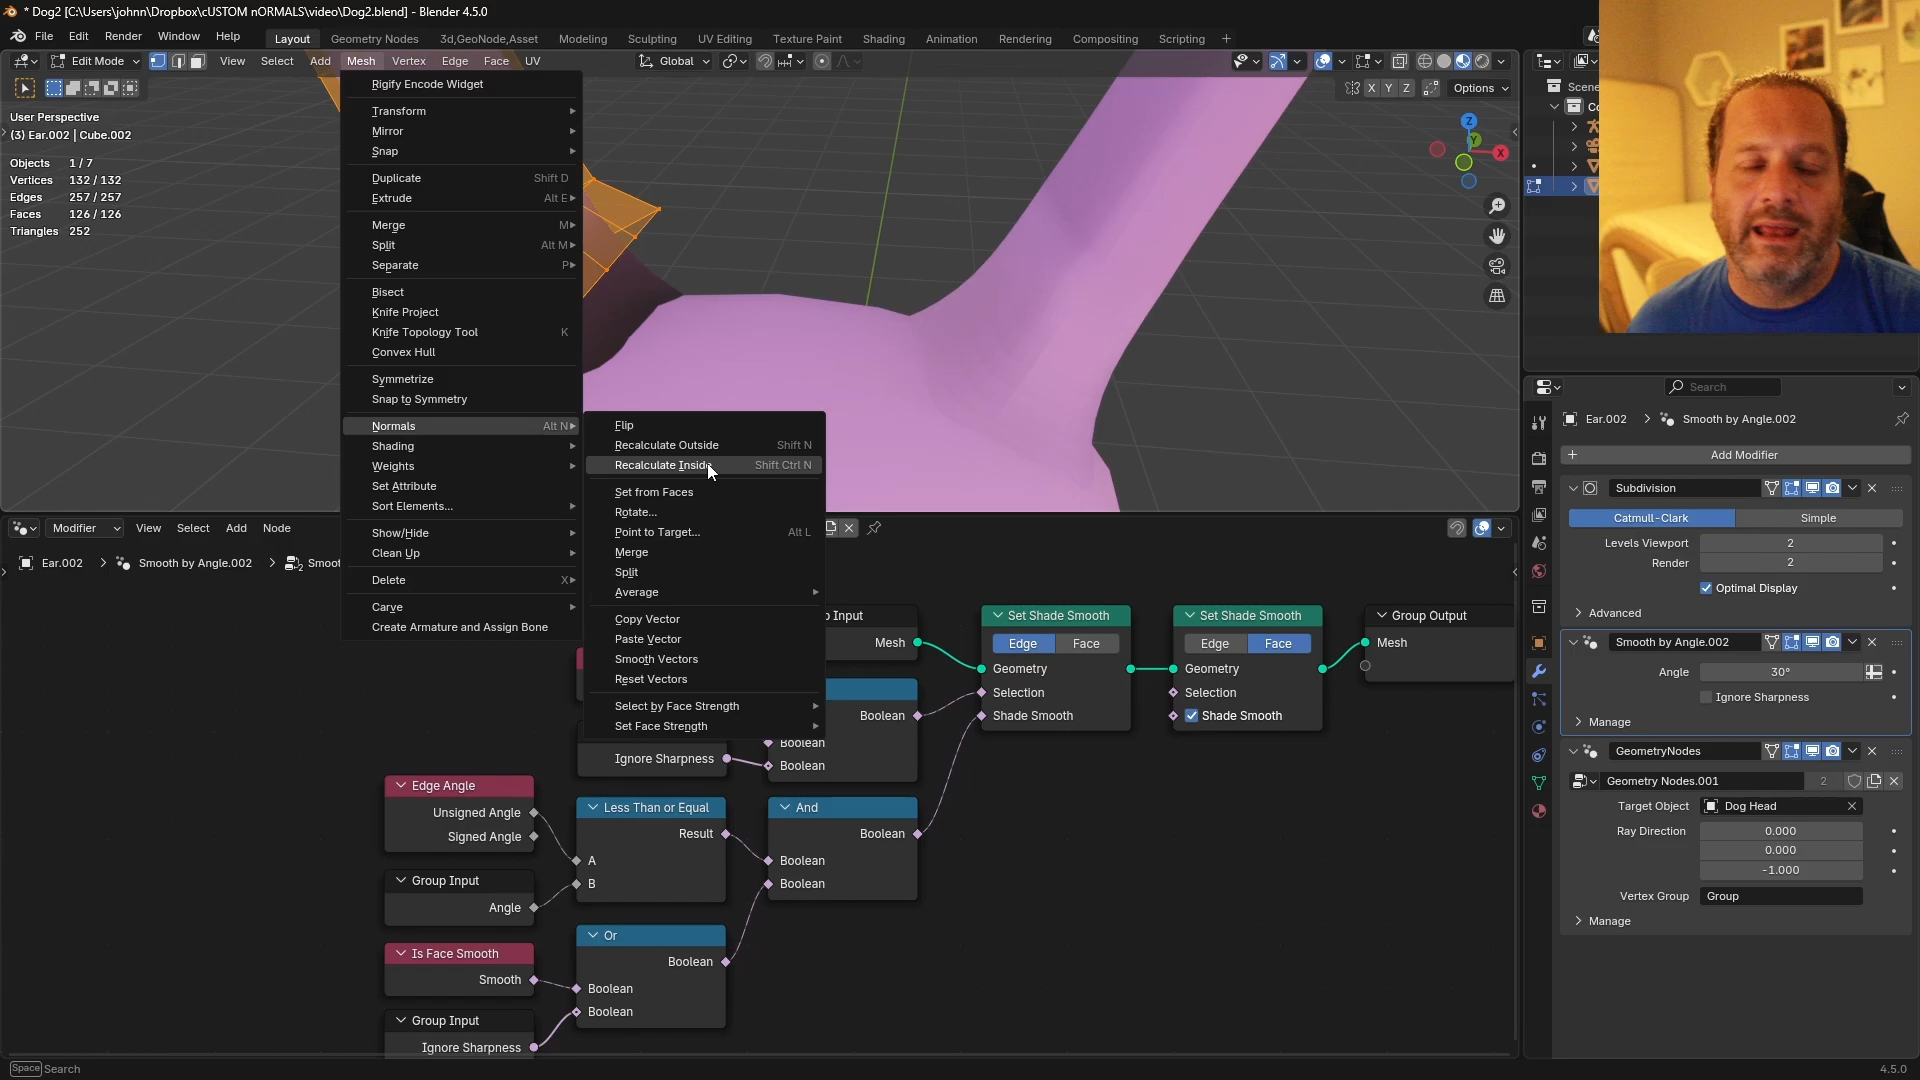 * Dog2 [C:\Users\johnn\Dropbox\cUSTOM nORMALS\video\Dog2.blend] - Blender 4.5.0
File Edit Render Window Help
Layout Geometry Nodes 3d,GeoNode,Asset Modeling Sculpting UV Editing Texture Paint Shading Animation Rendering Compositing Scripting +
Edit Mode View Select Add Mesh Vertex Edge Face UV Global
X Y Z Options
User Perspective
(3) Ear.002 | Cube.002
Objects 1 / 7
Vertices 132 / 132
Edges 257 / 257
Faces 126 / 126
Triangles 252
Rigify Encode Widget
Transform
Mirror
Snap
Duplicate Shift D
Extrude Alt E
Merge M
Split Alt M
Separate P
Bisect
Knife Project
Knife Topology Tool K
Convex Hull
Symmetrize
Snap to Symmetry
Normals Alt N
Shading
Weights
Set Attribute
Sort Elements...
Show/Hide
Clean Up
Delete X
Carve
Create Armature and Assign Bone
Flip
Recalculate Outside Shift N
Recalculate Inside Shift Ctrl N
Set from Faces
Rotate...
Point to Target... Alt L
Merge
Split
Average
Copy Vector
Paste Vector
Smooth Vectors
Reset Vectors
Select by Face Strength
Set Face Strength
Z
Y
X
Scene
Co
Modifier View Select Add Node
Ear.002 > Smooth by Angle.002 > Smoot
p Input
Mesh
Boolean
Boolean
Boolean
Ignore Sharpness
Set Shade Smooth
Edge Face
Geometry
Selection
Shade Smooth
Set Shade Smooth
Edge Face
Geometry
Selection
Shade Smooth
Group Output
Mesh
Edge Angle
Unsigned Angle
Signed Angle
Less Than or Equal
Result
A
B
And
Boolean
Boolean
Boolean
Group Input
Angle
Is Face Smooth
Smooth
Or
Boolean
Boolean
Boolean
Group Input
Ignore Sharpness
Search
Ear.002 > Smooth by Angle.002
+ Add Modifier
Subdivision
Catmull-Clark Simple
Levels Viewport 2
Render 2
Optimal Display
Advanced
Smooth by Angle.002
Angle 30°
Ignore Sharpness
Manage
GeometryNodes
Geometry Nodes.001 2
Target Object Dog Head
Ray Direction 0.000
0.000
-1.000
Vertex Group Group
Manage
Space Search
4.5.0